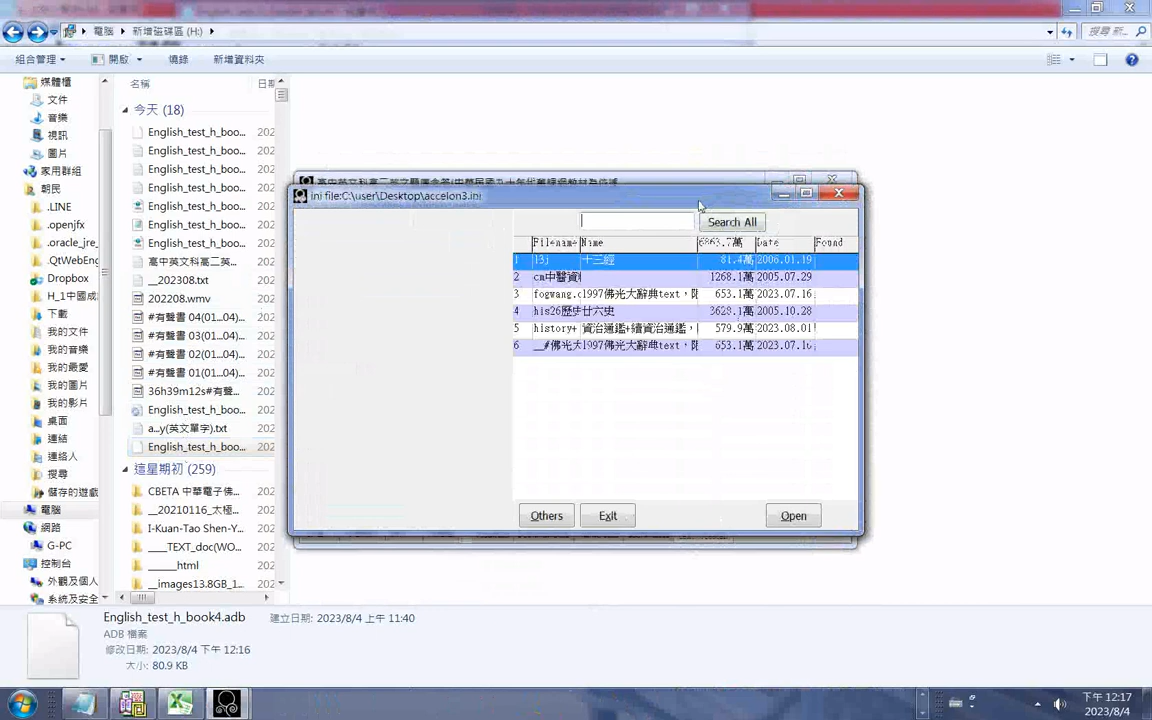 電腦 ▸ 新增磁碟區 (H:) ▸
搜尋 新...
組合管理 ▼ 開啟 ▼ 燒錄 新增資料夾
媒體櫃
文件
音樂
視訊
圖片
家用群組
朝民
.LINE
.openjfx
.oracle_jre_
.QtWebEng
Dropbox
H_1中國成
下載
我的文件
我的音樂
我的最愛
我的圖片
我的影片
桌面
連結
連絡人
搜尋
儲存的遊戲
電腦
網路
G-PC
控制台
外觀及個人
系統及安全
名稱 日期
今天 (18)
English_test_h_boo... 202
English_test_h_boo... 202
English_test_h_boo... 202
English_test_h_boo... 202
English_test_h_boo... 202
English_test_h_boo... 202
English_test_h_boo... 202
高中英文科高二英... 202
__202308.txt 202
202208.wmv 202
#有聲書 04(01...04)... 202
#有聲書 03(01...04)... 202
#有聲書 02(01...04)... 202
#有聲書 01(01...04)... 202
36h39m12s#有聲... 202
English_test_h_boo... 202
a...y(英文單字).txt 202
English_test_h_boo... 202
這星期初 (259)
CBETA 中華電子佛... 202
__20210116_太極... 202
I-Kuan-Tao Shen-Y... 202
____TEXT_doc(WO... 202
______html 202
__images13.8GB_1... 202
ini file:C:\user\Desktop\accelon3.ini
Search All
Filename Name 6863.7萬 Date Found
1 13j 十三經 81.4萬 2006.01.19
2 cm中醫資料 1268.1萬 2005.07.29
3 fogwang.c 1997佛光大辭典text，限 653.1萬 2023.07.16
4 his26歷史 廿六史 3628.1萬 2005.10.28
5 history+ 資治通鑑+續資治通鑑， 579.9萬 2023.08.01
6 __#佛光大 1997佛光大辭典text，限 653.1萬 2023.07.16
Others Exit Open
English_test_h_book4.adb 建立日期: 2023/8/4 上午 11:40
ADB 檔案
修改日期: 2023/8/4 下午 12:16
大小: 80.9 KB
下午 12:17
2023/8/4